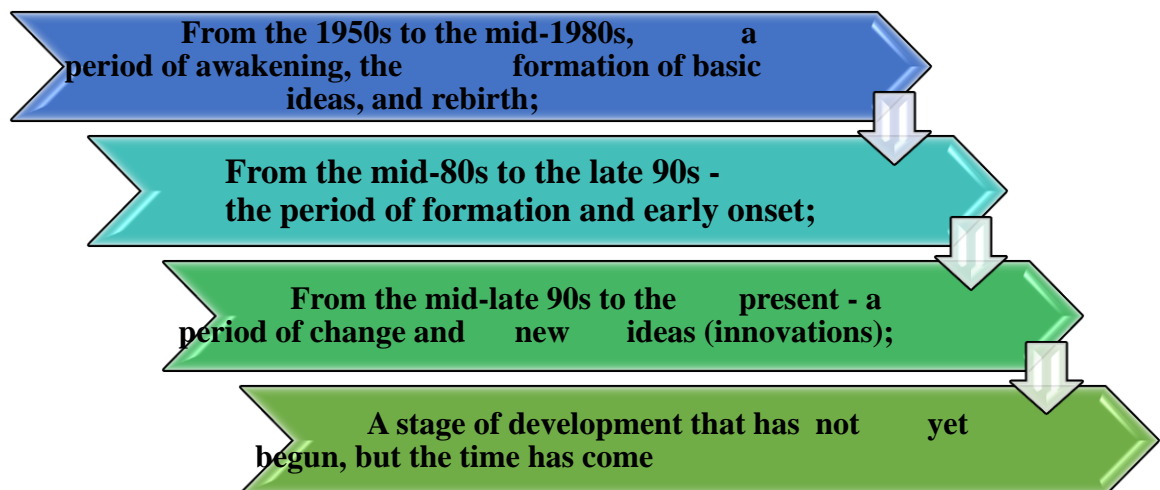 From the 1950s to the mid-1980s, a
period of awakening, the formation of basic
ideas, and rebirth;
From the mid-80s to the late 90s -
the period of formation and early onset;
From the mid-late 90s to the present - a
period of change and new ideas (innovations);
A stage of development that has not yet
begun, but the time has come